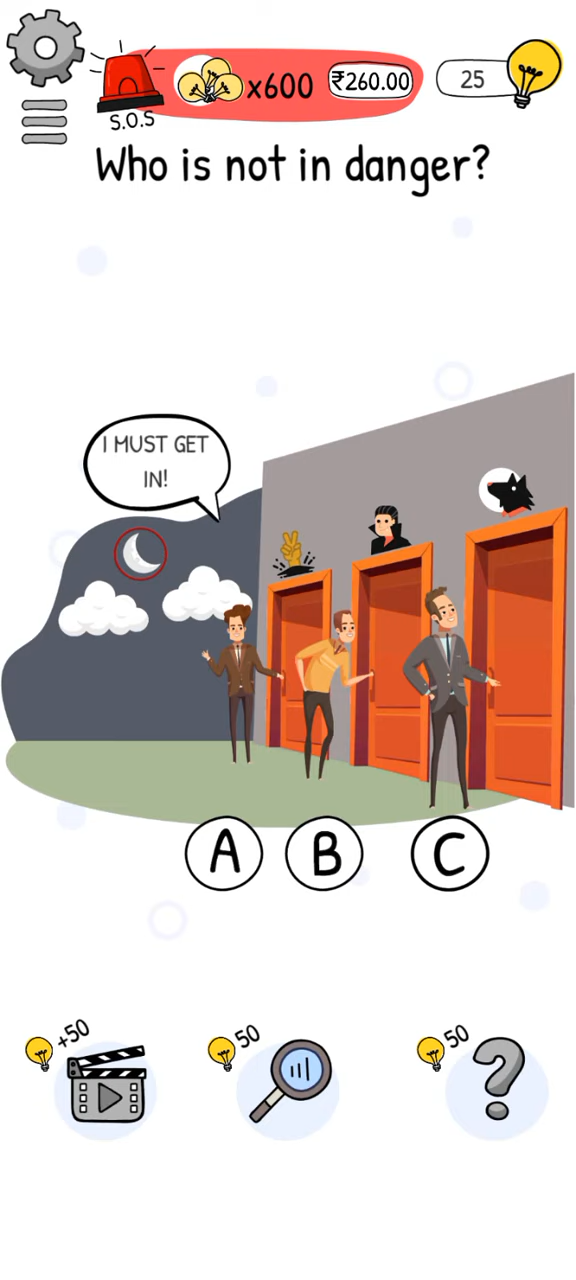 x600
₹260.00
25
S.O.S
Who is not in danger?
I MUST GET
IN!
A
B
C
+50
50
50